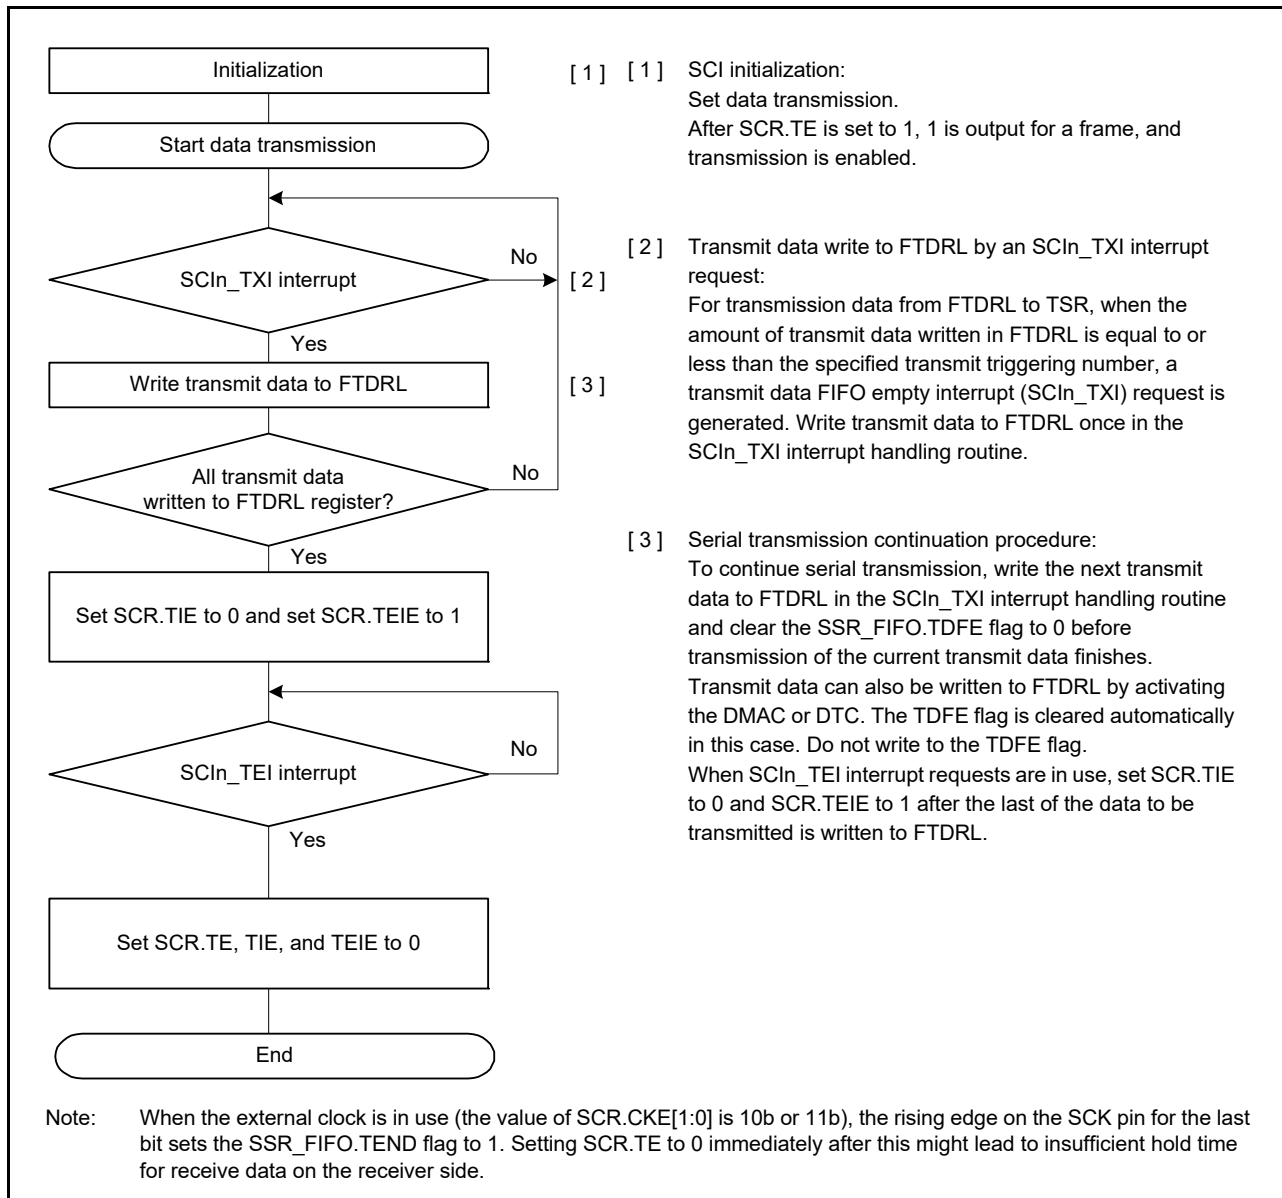 Initialization
[ 1 ]
Start data transmission
SCIn_TXI interrupt
No
[ 2 ]
Yes
Write transmit data to FTDRL
[ 3 ]
All transmit data
written to FTDRL register?
No
Yes
Set SCR.TIE to 0 and set SCR.TEIE to 1
SCIn_TEI interrupt
No
Yes
Set SCR.TE, TIE, and TEIE to 0
End
[ 1 ] SCI initialization:
Set data transmission.
After SCR.TE is set to 1, 1 is output for a frame, and
transmission is enabled.
[ 2 ] Transmit data write to FTDRL by an SCIn_TXI interrupt
request:
For transmission data from FTDRL to TSR, when the
amount of transmit data written in FTDRL is equal to or
less than the specified transmit triggering number, a
transmit data FIFO empty interrupt (SCIn_TXI) request is
generated. Write transmit data to FTDRL once in the
SCIn_TXI interrupt handling routine.
[ 3 ] Serial transmission continuation procedure:
To continue serial transmission, write the next transmit
data to FTDRL in the SCIn_TXI interrupt handling routine
and clear the SSR_FIFO.TDFE flag to 0 before
transmission of the current transmit data finishes.
Transmit data can also be written to FTDRL by activating
the DMAC or DTC. The TDFE flag is cleared automatically
in this case. Do not write to the TDFE flag.
When SCIn_TEI interrupt requests are in use, set SCR.TIE
to 0 and SCR.TEIE to 1 after the last of the data to be
transmitted is written to FTDRL.
Note: When the external clock is in use (the value of SCR.CKE[1:0] is 10b or 11b), the rising edge on the SCK pin for the last
bit sets the SSR_FIFO.TEND flag to 1. Setting SCR.TE to 0 immediately after this might lead to insufficient hold time
for receive data on the receiver side.